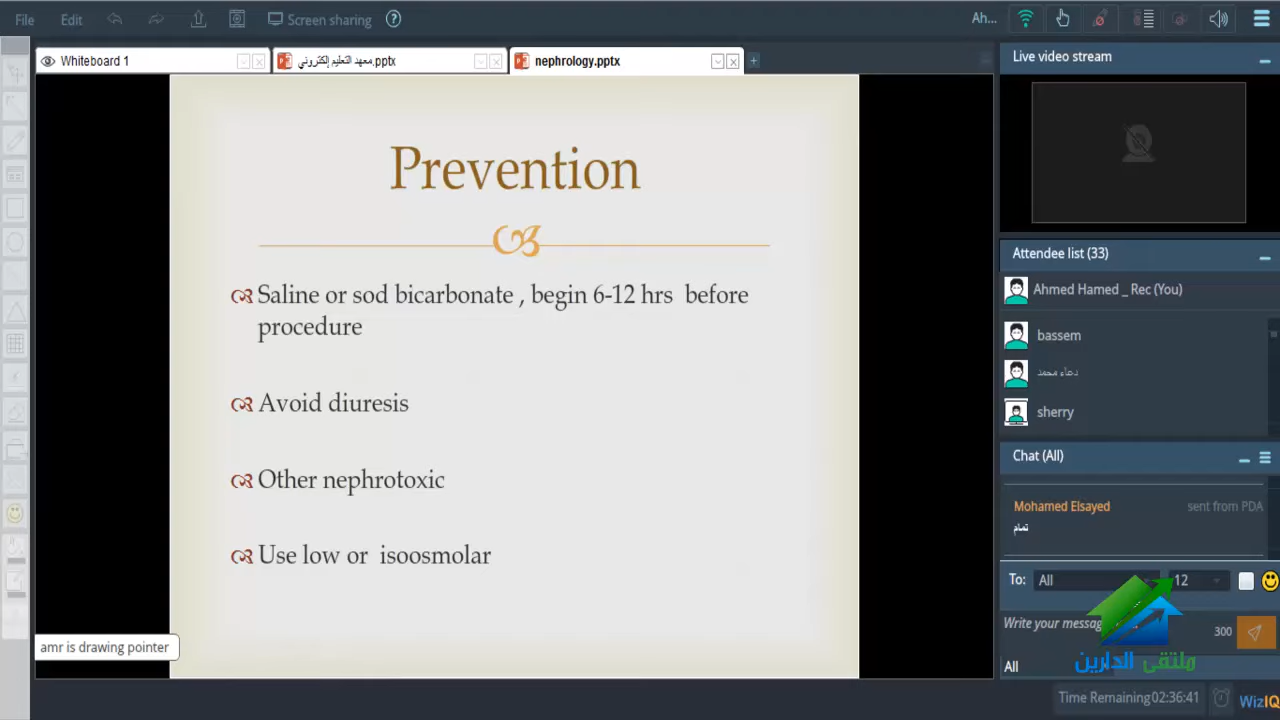 File Edit Screen sharing ? Ah...
Whiteboard 1
معهد التعليم إلكتروني.pptx
nephrology.pptx
Prevention
Saline or sod bicarbonate , begin 6-12 hrs before
procedure
Avoid diuresis
Other nephrotoxic
Use low or isoosmolar
amr is drawing pointer
Live video stream
Attendee list (33)
Ahmed Hamed _ Rec (You)
bassem
دعاء محمد
sherry
Chat (All)
Mohamed Elsayed sent from PDA
تمام
To: All 12
Write your messag
300
All
ملتقى الدارين
Time Remaining 02:36:41
WizIQ